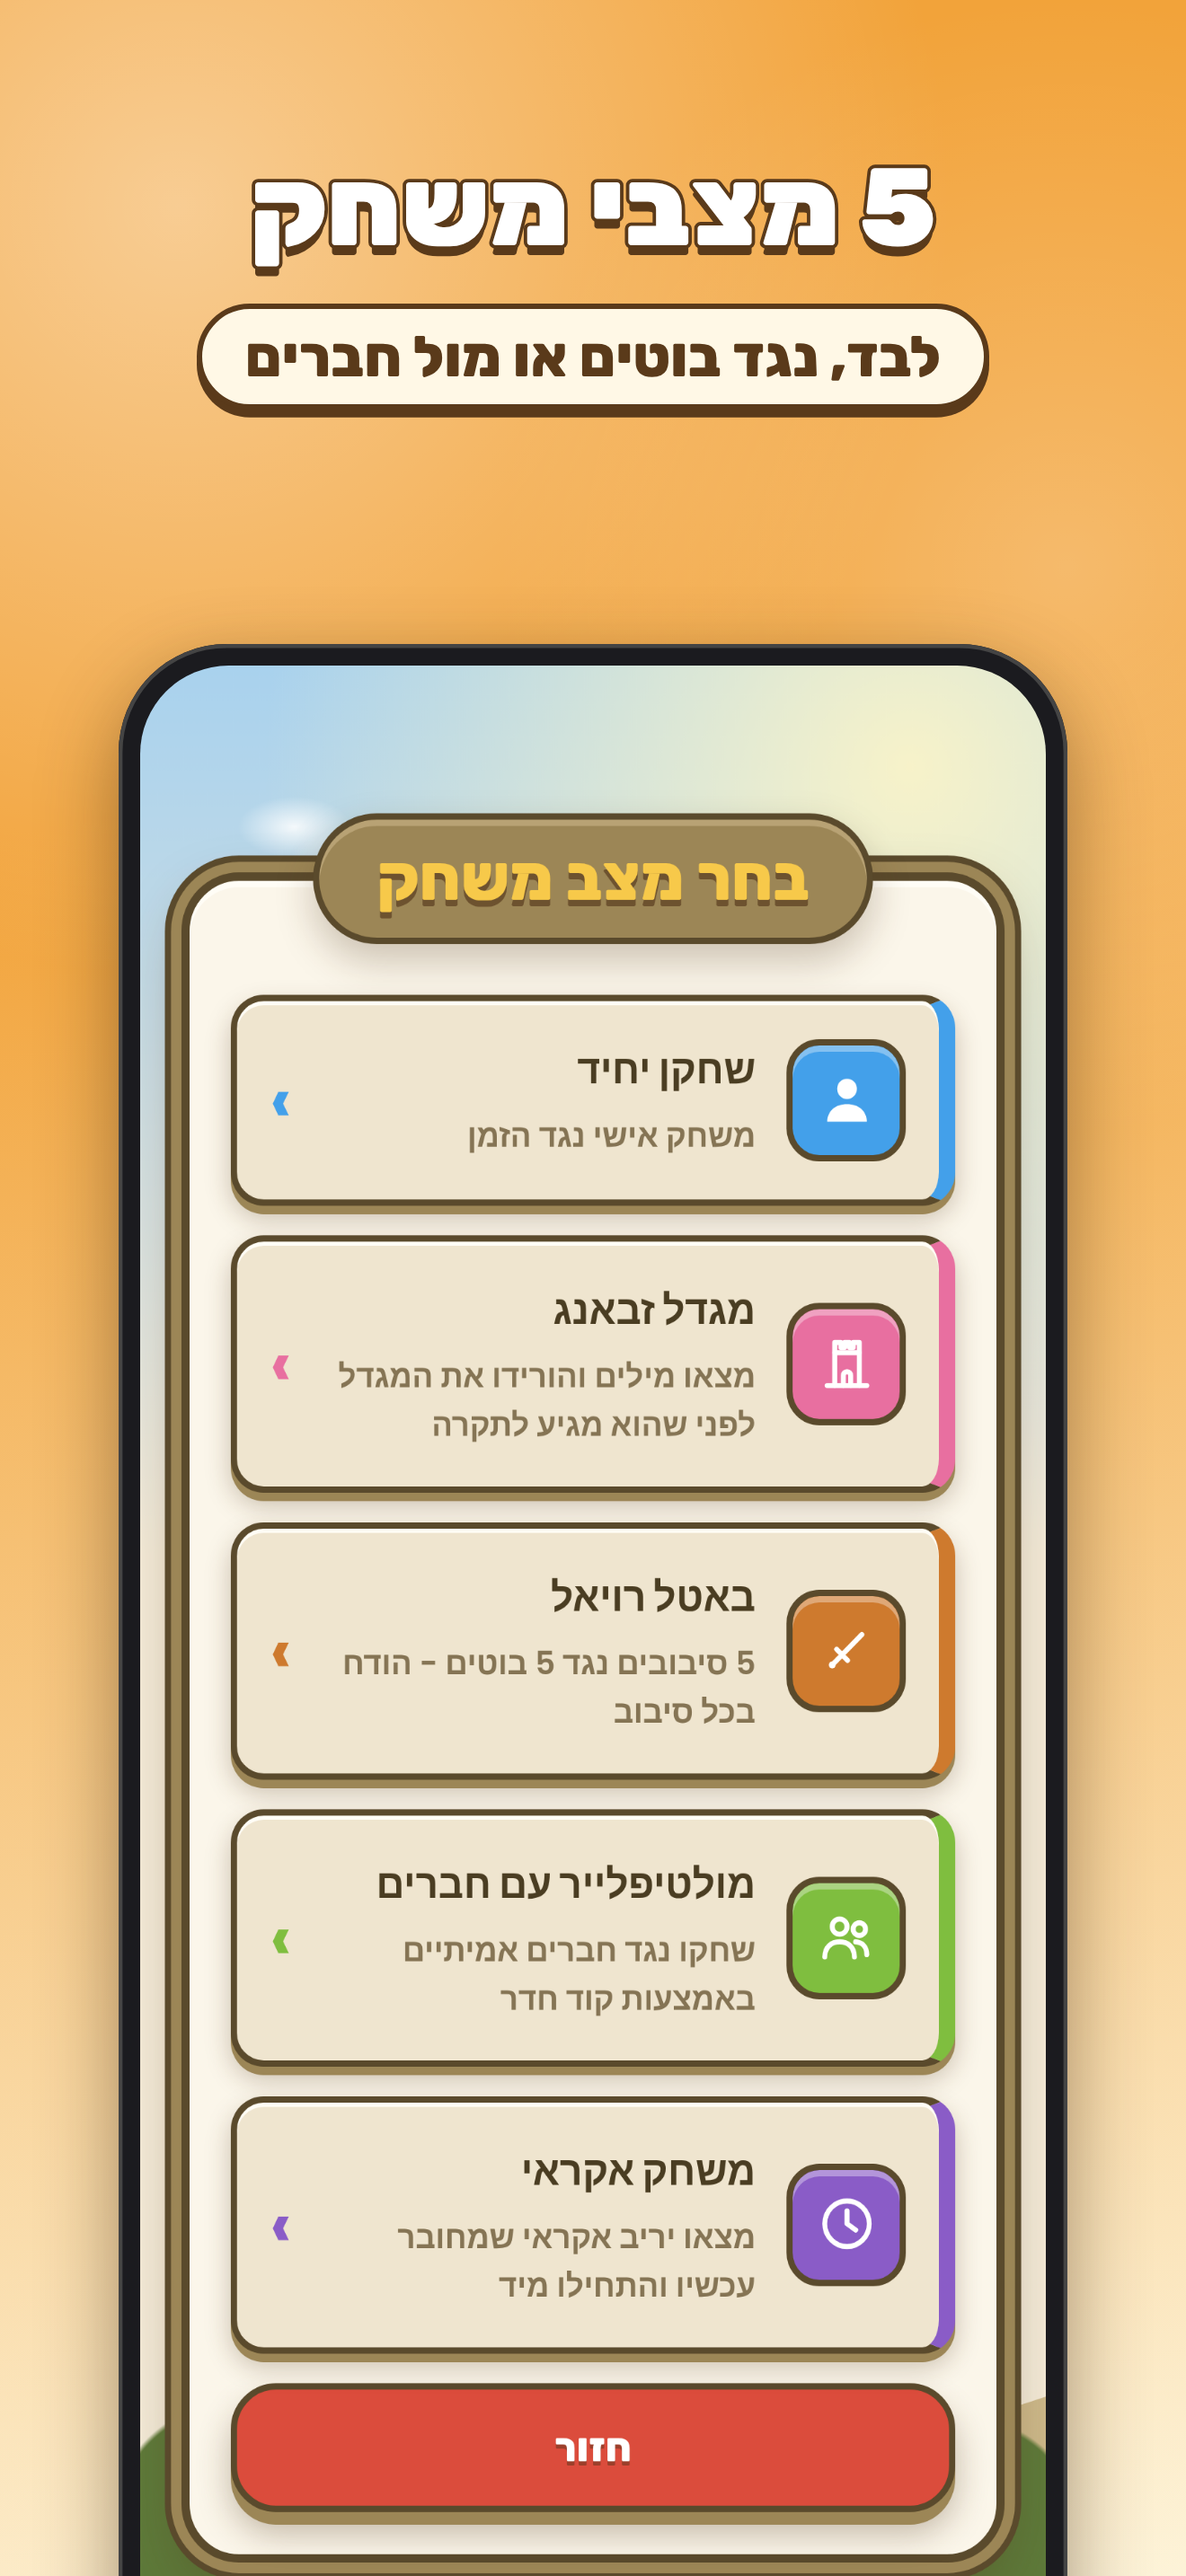 5 מצבי משחק
לבד, נגד בוטים או מול חברים
בחר מצב משחק
שחקן יחיד
משחק אישי נגד הזמן
מגדל זבאנג
מצאו מילים והורידו את המגדל
לפני שהוא מגיע לתקרה
באטל רויאל
5 סיבובים נגד 5 בוטים – הודח
בכל סיבוב
מולטיפלייר עם חברים
שחקו נגד חברים אמיתיים
באמצעות קוד חדר
משחק אקראי
מצאו יריב אקראי שמחובר
עכשיו והתחילו מיד
חזור